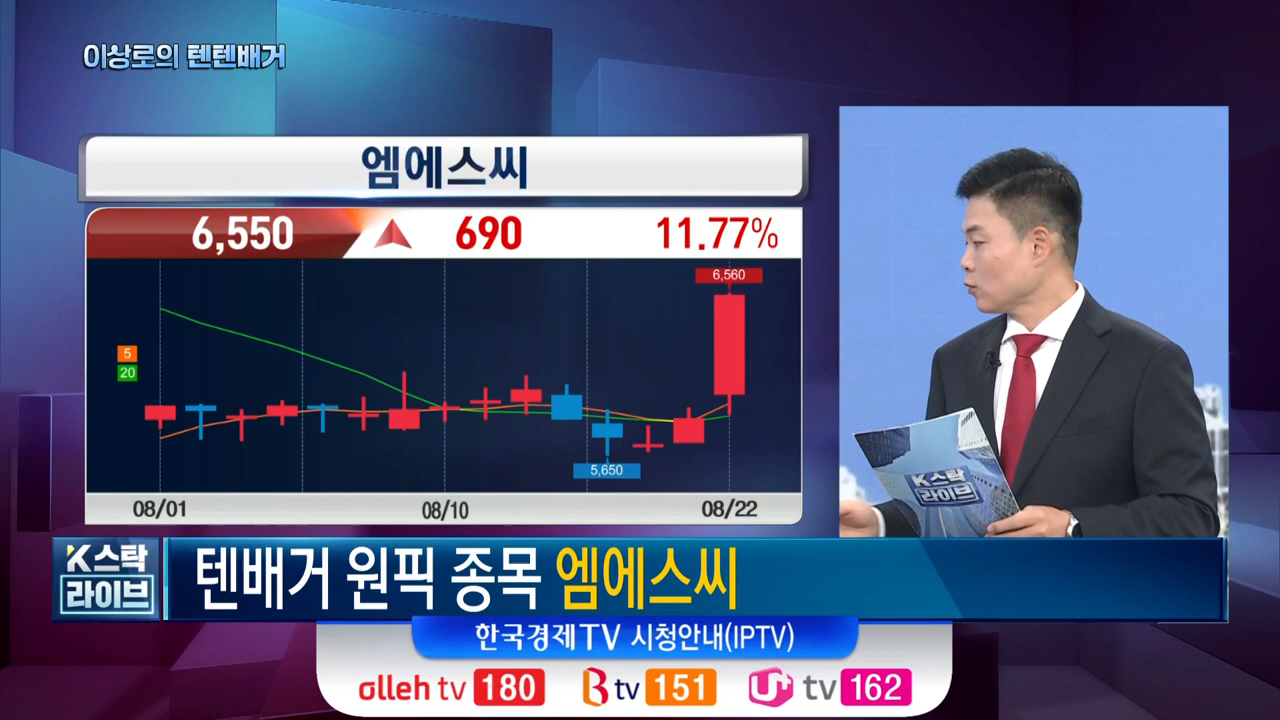 이상로의 텐텐배거
엠에스씨
6,550 690 11.77%
6,560
5
20
5,650
08/01 08/10 08/22
K스탁
라이브
K스탁
라이브
텐배거 원픽 종목 엠에스씨
한국경제TV 시청안내(IPTV)
olleh tv 180 B tv 151 U+ tv 162